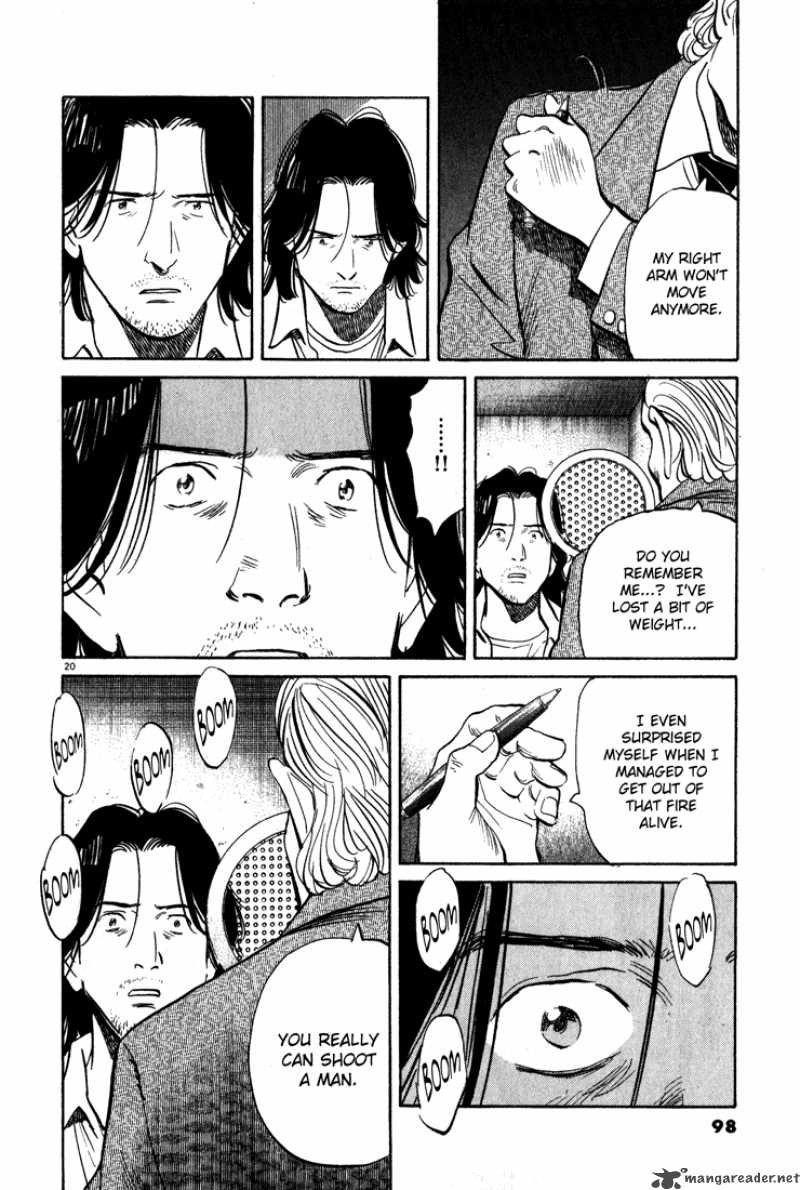 MY RIGHT
ARM WON'T
MOVE
ANYMORE.
DO YOU
REMEMBER
ME...? I'VE
LOST A BIT OF
WEIGHT...
......!!
20
I EVEN
SURPRISED
MYSELF WHEN I
MANAGED TO
GET OUT OF
THAT FIRE
ALIVE.
BOOM
BOOM
BOOM
BOOM
BOOM
BOOM
BOOM
YOU REALLY
CAN SHOOT
A MAN.
98
mangareader.net